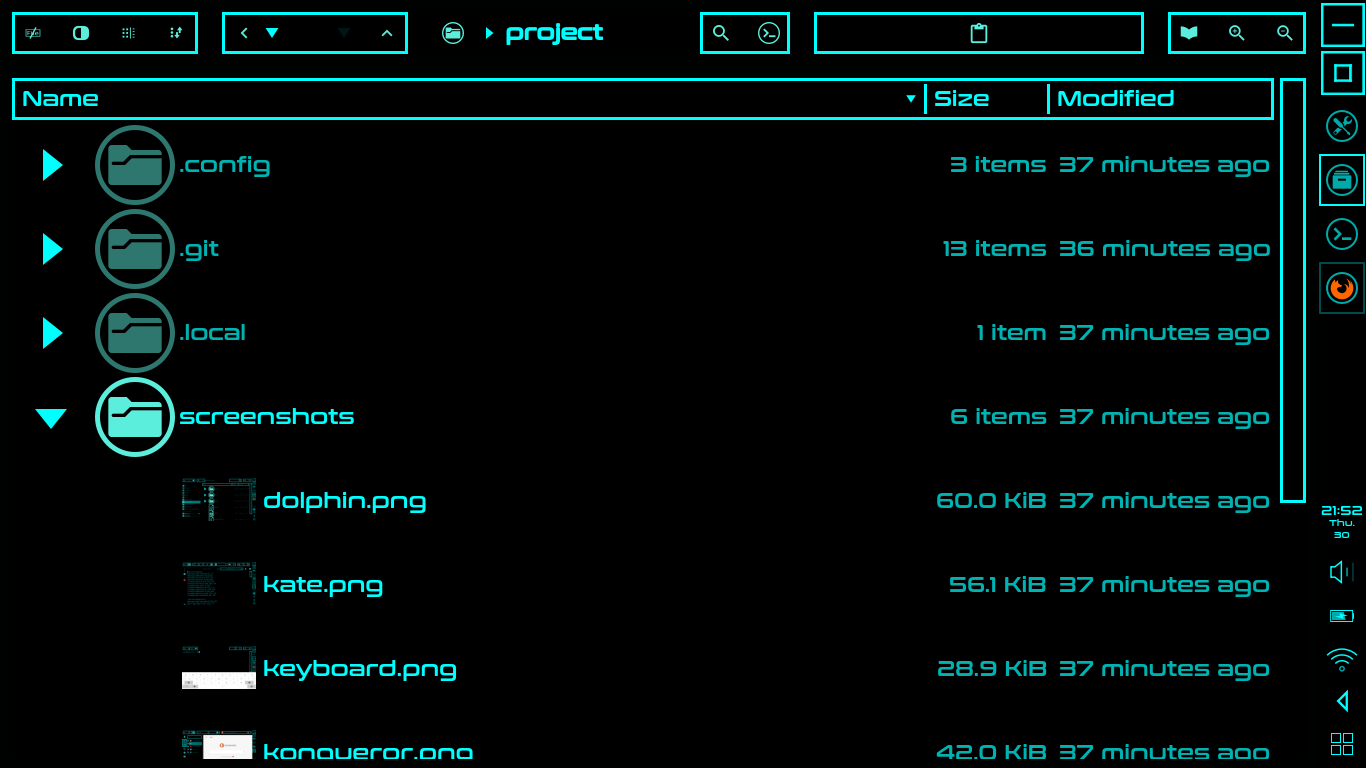 project
Name Size Modified
.config 3 items 37 minutes ago
.git 13 items 36 minutes ago
.local 1 item 37 minutes ago
screenshots 6 items 37 minutes ago
dolphin.png 60.0 KiB 37 minutes ago
kate.png 56.1 KiB 37 minutes ago
keyboard.png 28.9 KiB 37 minutes ago
konqueror.png 42.0 KiB 37 minutes ago
21:52
Thu.
30